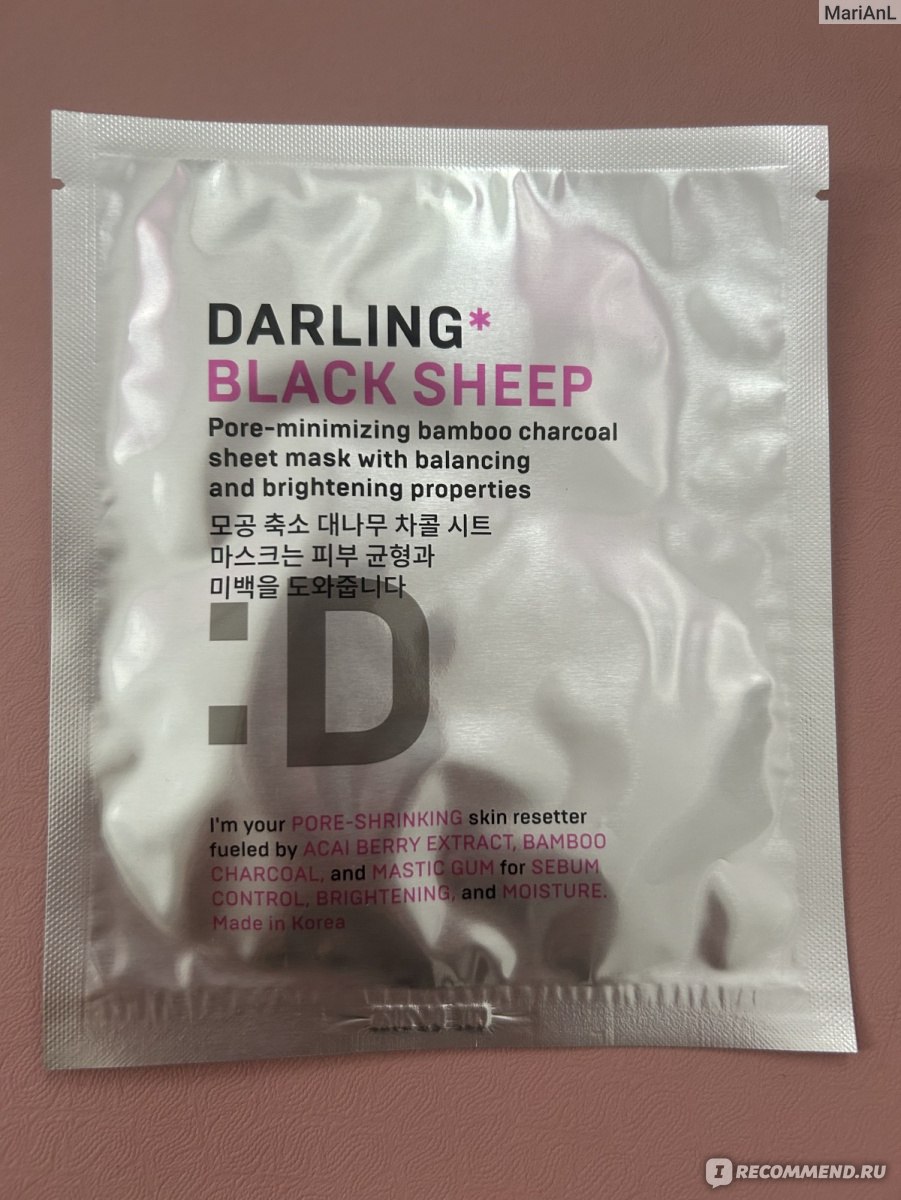 MariAnL
DARLING*
BLACK SHEEP
Pore-minimizing bamboo charcoal
sheet mask with balancing
and brightening properties
모공 축소 대나무 차콜 시트
마스크는 피부 균형과
미백을 도와줍니다
:D
I'm your PORE-SHRINKING skin resetter
fueled by ACAI BERRY EXTRACT, BAMBOO
CHARCOAL, and MASTIC GUM for SEBUM
CONTROL, BRIGHTENING, and MOISTURE.
Made in Korea
I RECOMMEND.RU